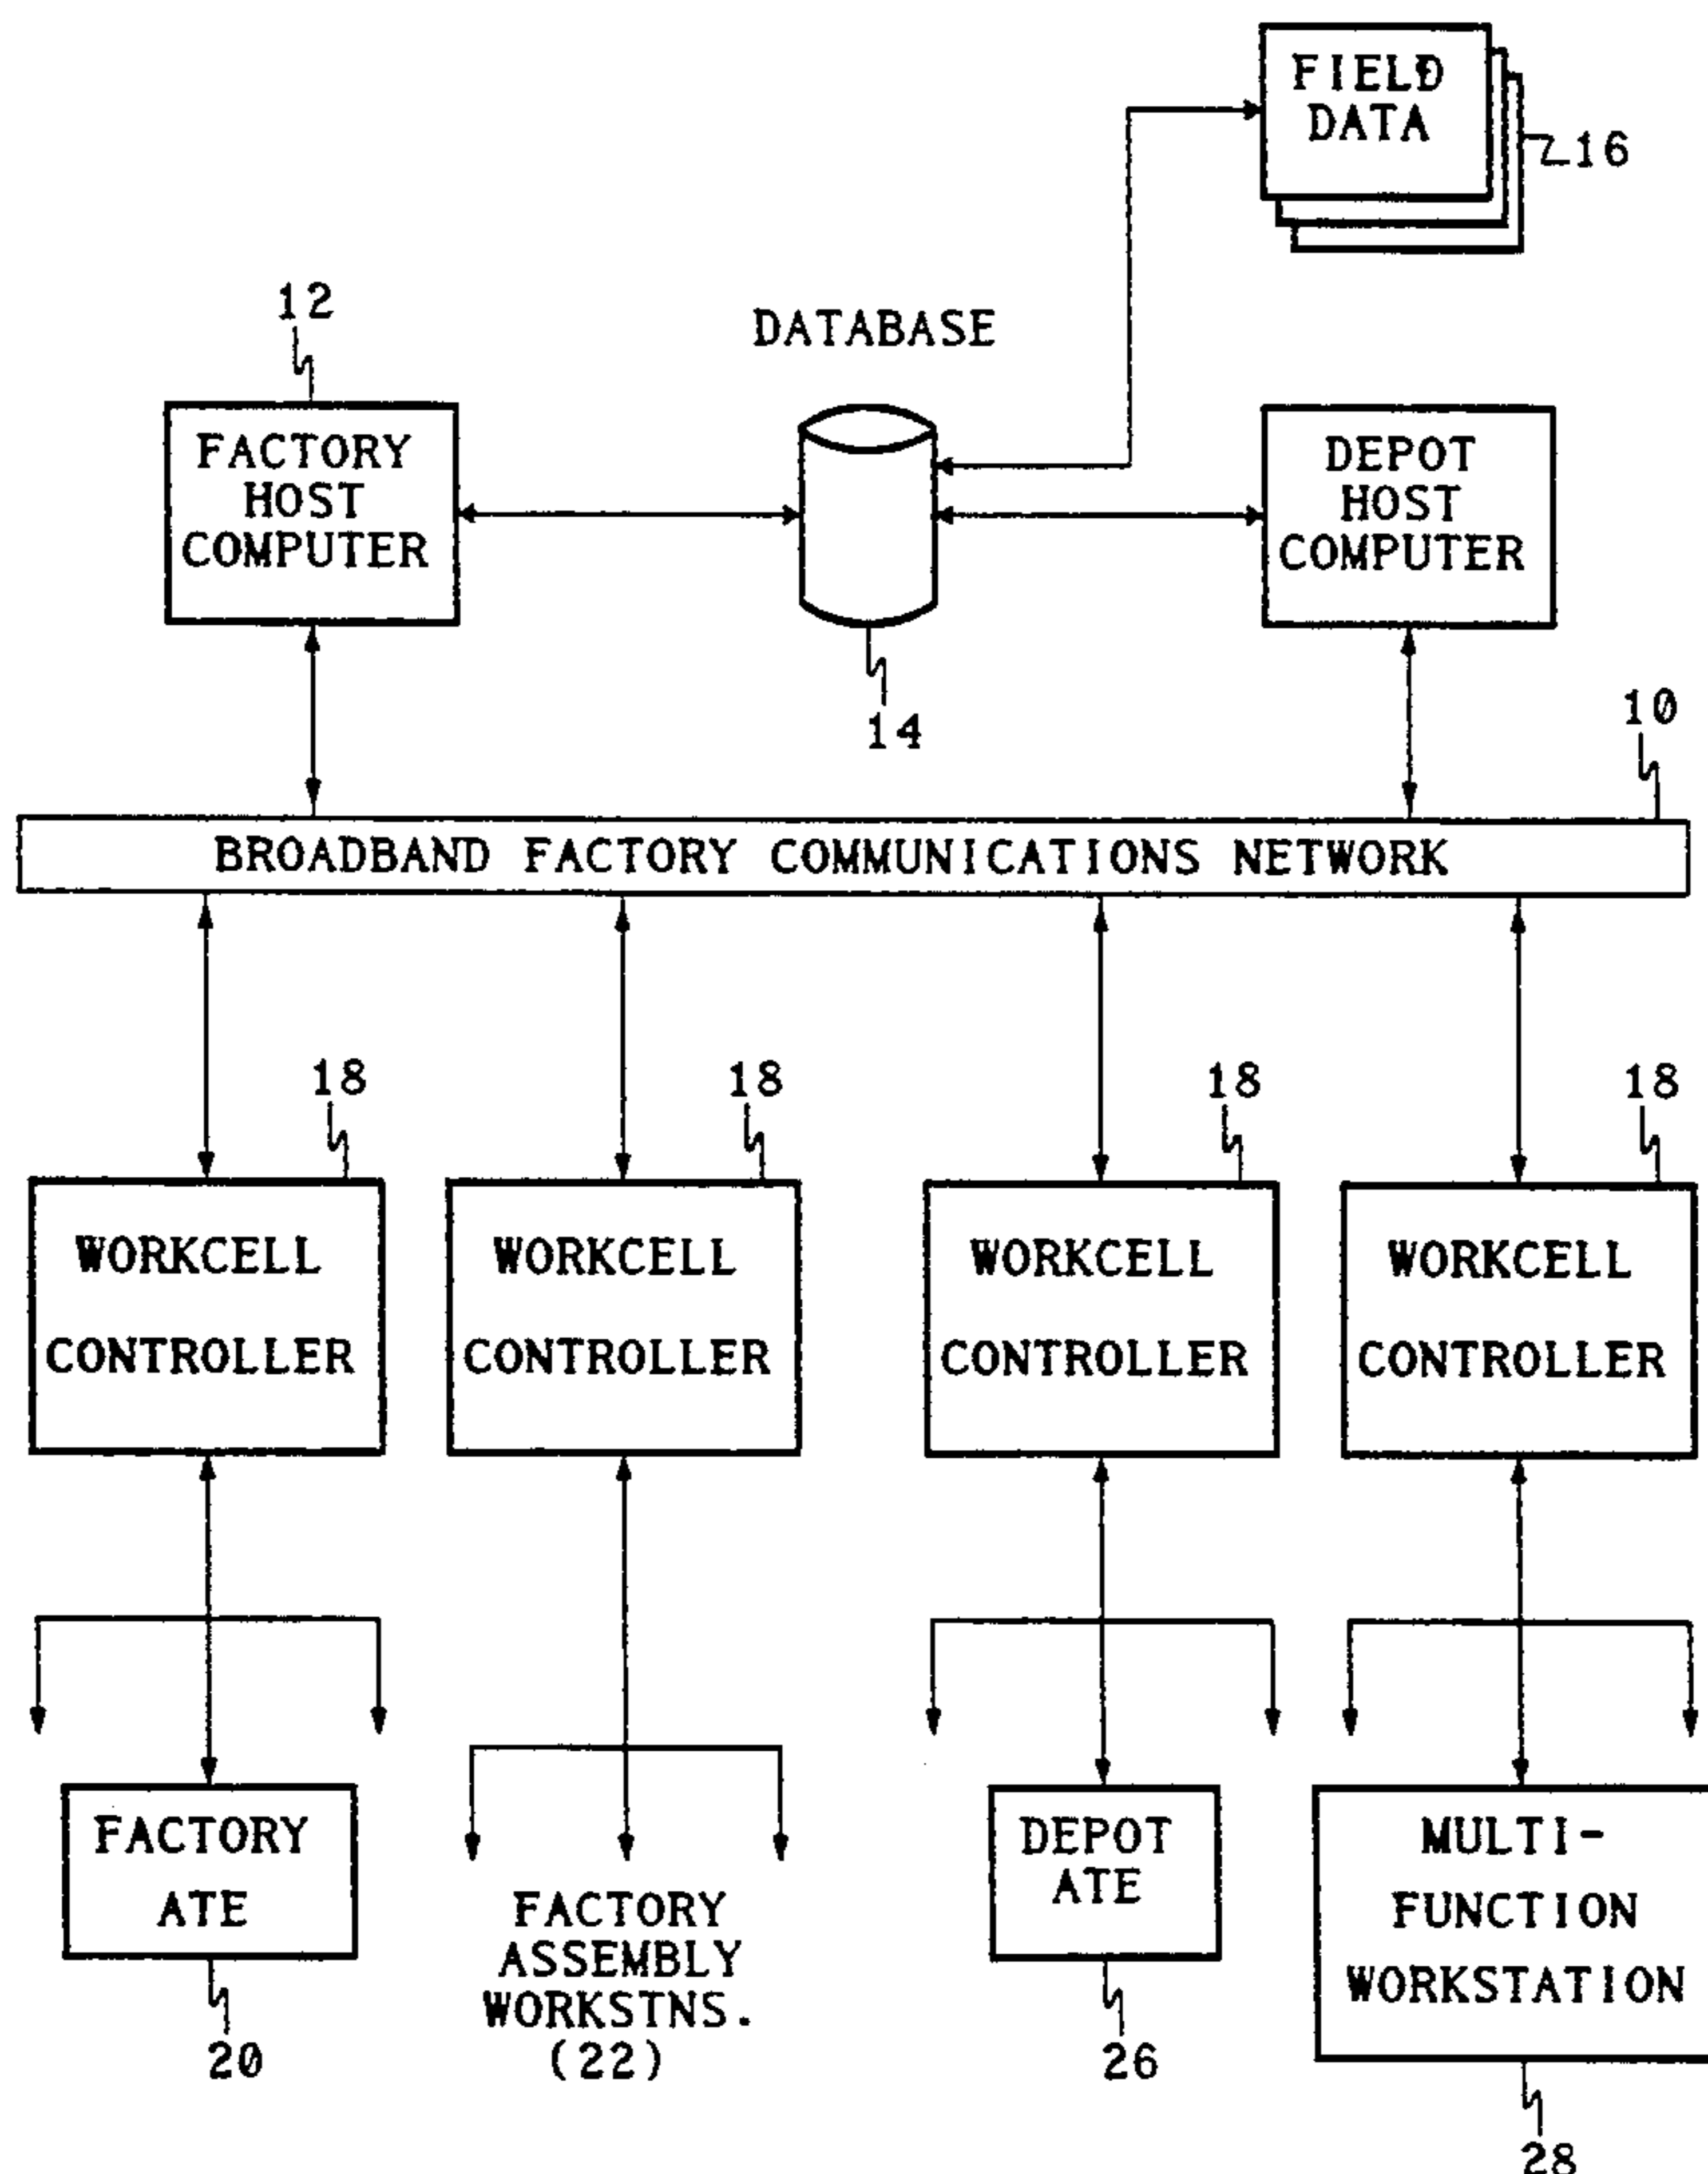 FIELD
DATA
16
12
DATABASE
FACTORY
HOST
COMPUTER
DEPOT
HOST
COMPUTER
14
10
BROADBAND FACTORY COMMUNICATIONS NETWORK
18
18
18
18
WORKCELL
CONTROLLER
WORKCELL
CONTROLLER
WORKCELL
CONTROLLER
WORKCELL
CONTROLLER
FACTORY
ATE
20
FACTORY
ASSEMBLY
WORKSTNS.
(22)
DEPOT
ATE
26
MULTI-
FUNCTION
WORKSTATION
28